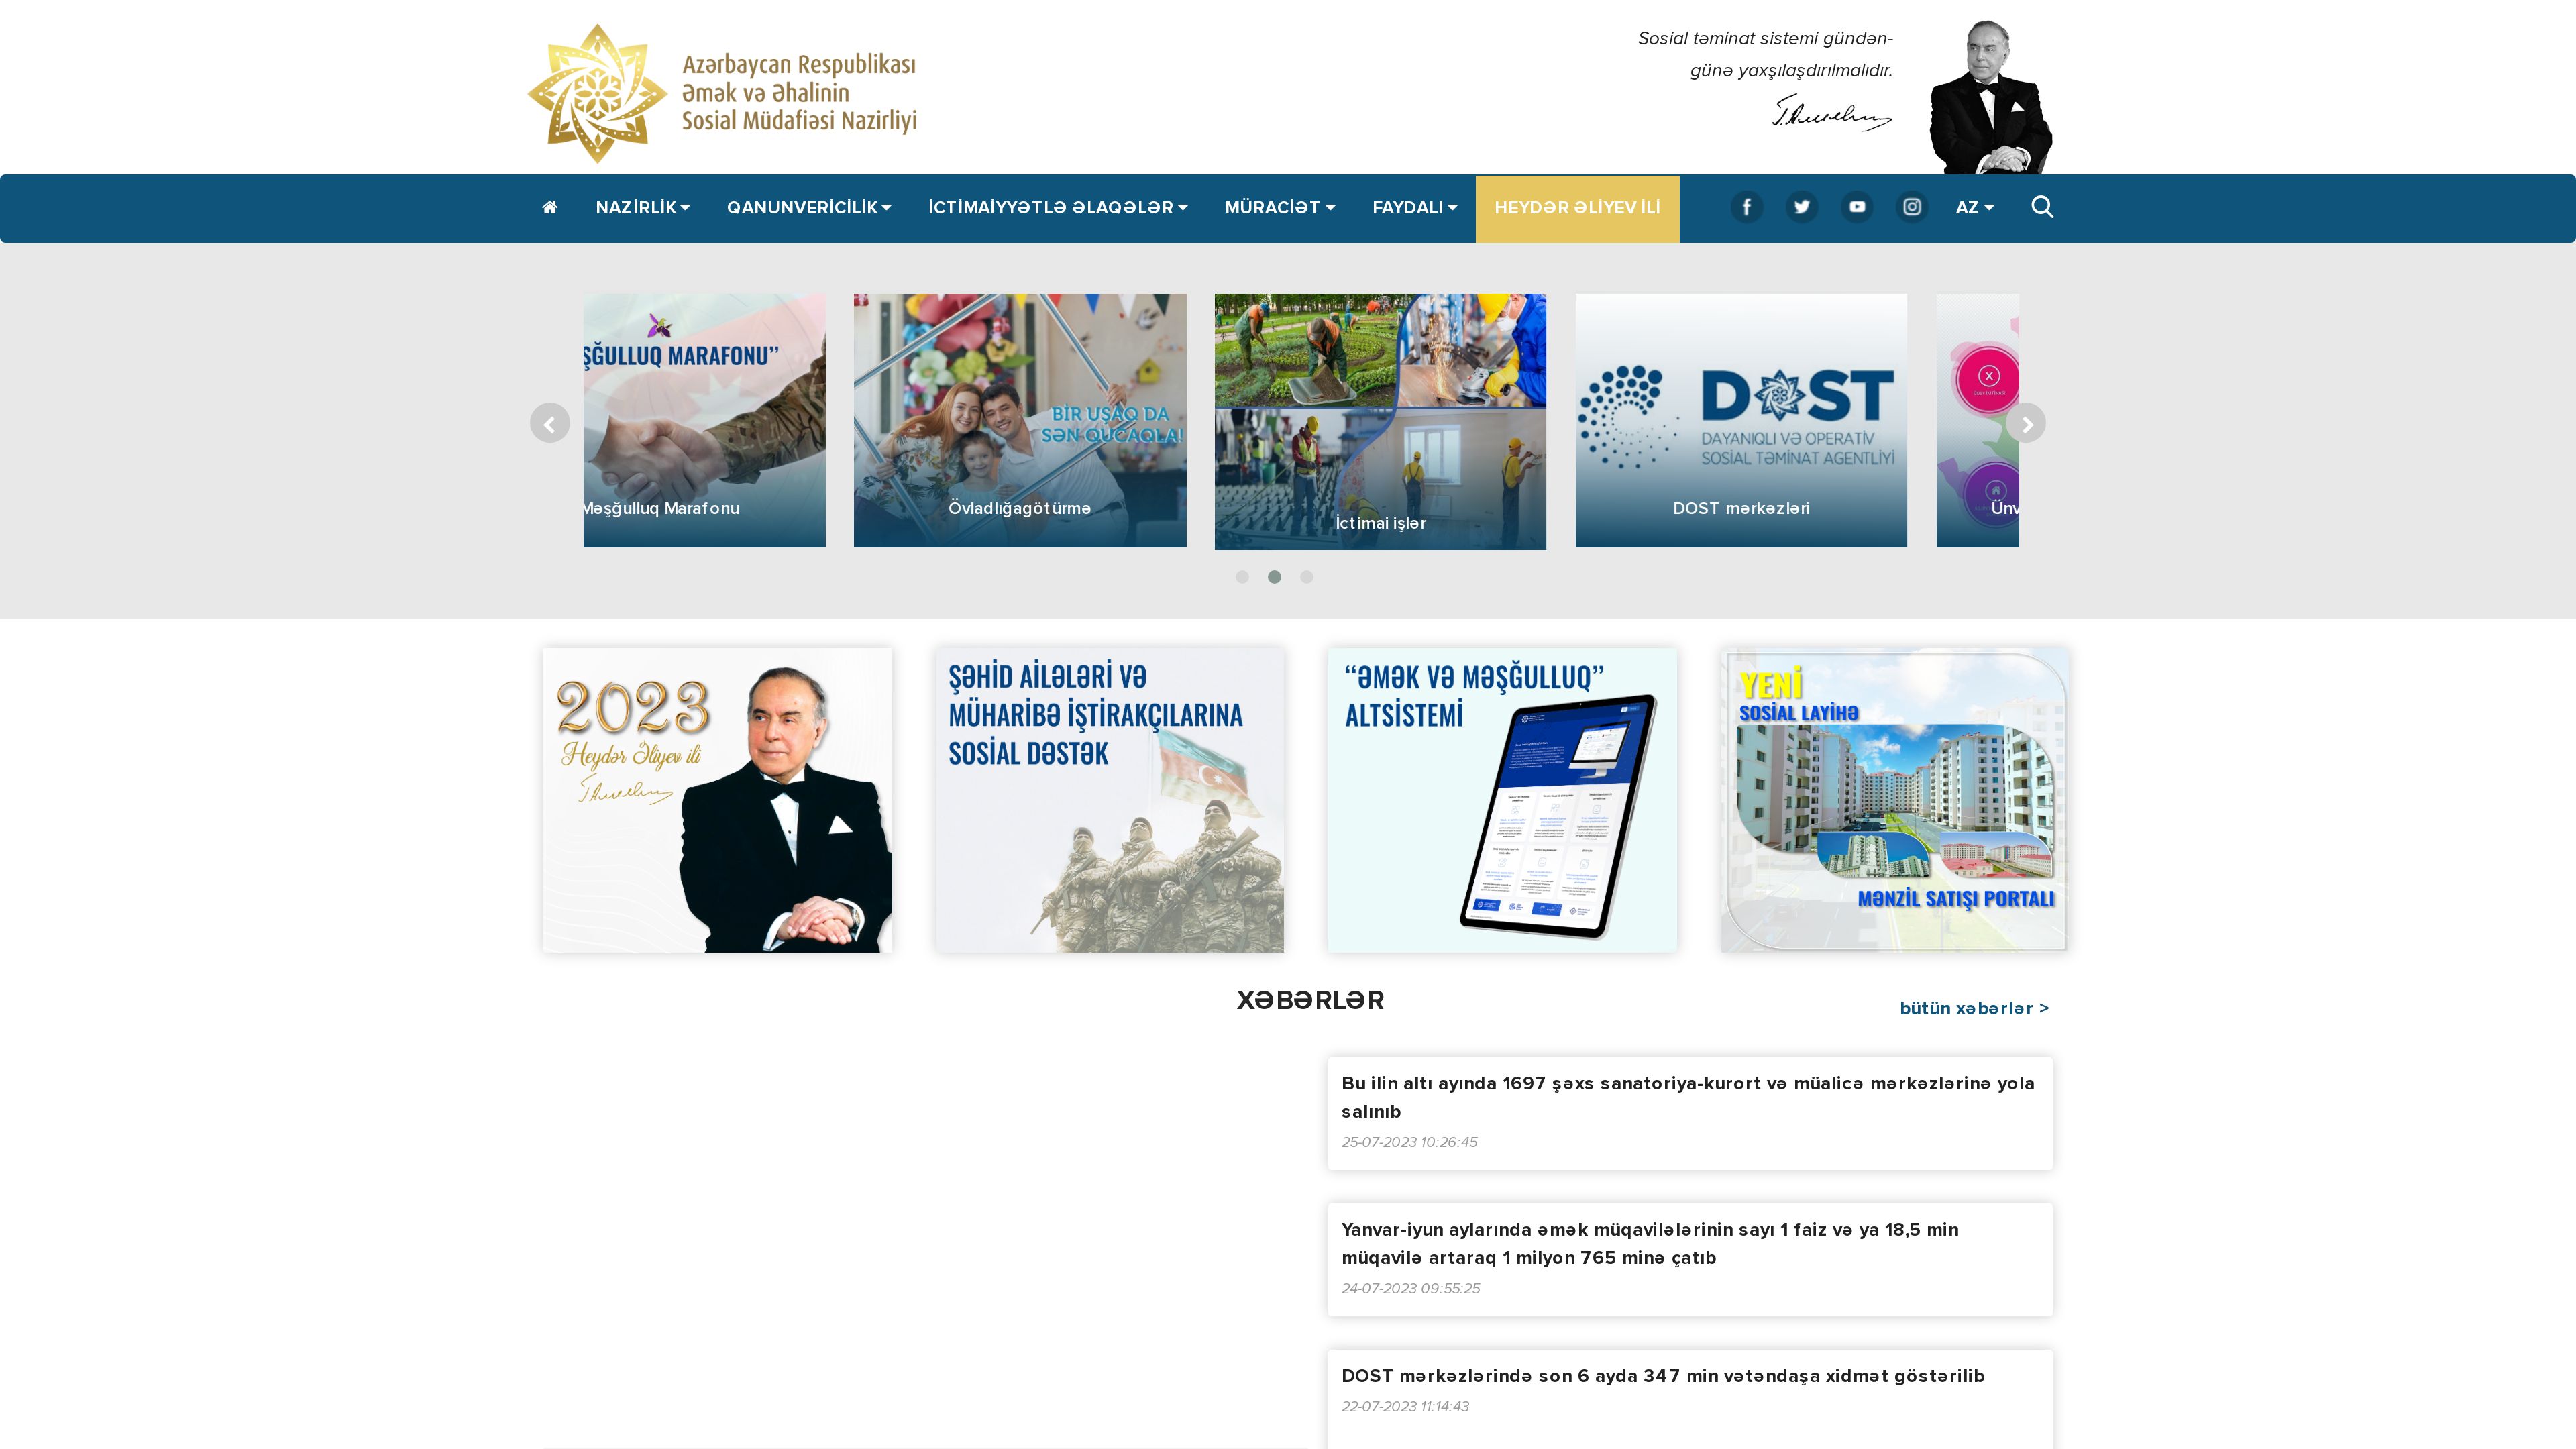 Azərbaycan Respublikası
Əmək və Əhalinin
Sosial Müdafiəsi Nazirliyi
Sosial təminat sistemi gündən-
günə yaxşılaşdırılmalıdır.
NAZİRLİK
QANUNVERİCİLİK
İCTİMAİYYƏTLƏ ƏLAQƏLƏR
MÜRACİƏT
FAYDALI
HEYDƏR ƏLİYEV İLİ
AZ
ŞĞULLUQ MARAFONU”
Məşğulluq Marafonu
BİR UŞAQ DA
SƏN QUCAQLA!
Övladlığagötürmə
İctimai işlər
DOST
DAYANIQLI VƏ OPERATİV
SOSİAL TƏMİNAT AGENTLİYİ
DOST mərkəzləri
Ünv
2023
Heydər Əliyev ili
ŞƏHİD AİLƏLƏRİ VƏ
MÜHARİBƏ İŞTİRAKÇILARINA
SOSİAL DƏSTƏK
“ƏMƏK VƏ MƏŞĞULLUQ”
ALTSİSTEMİ
YENİ
SOSİAL LAYİHƏ
MƏNZİL SATIŞI PORTALI
XƏBƏRLƏR
bütün xəbərlər >
Bu ilin altı ayında 1697 şəxs sanatoriya-kurort və müalicə mərkəzlərinə yola
salınıb
25-07-2023 10:26:45
Yanvar-iyun aylarında əmək müqavilələrinin sayı 1 faiz və ya 18,5 min
müqavilə artaraq 1 milyon 765 minə çatıb
24-07-2023 09:55:25
DOST mərkəzlərində son 6 ayda 347 min vətəndaşa xidmət göstərilib
22-07-2023 11:14:43